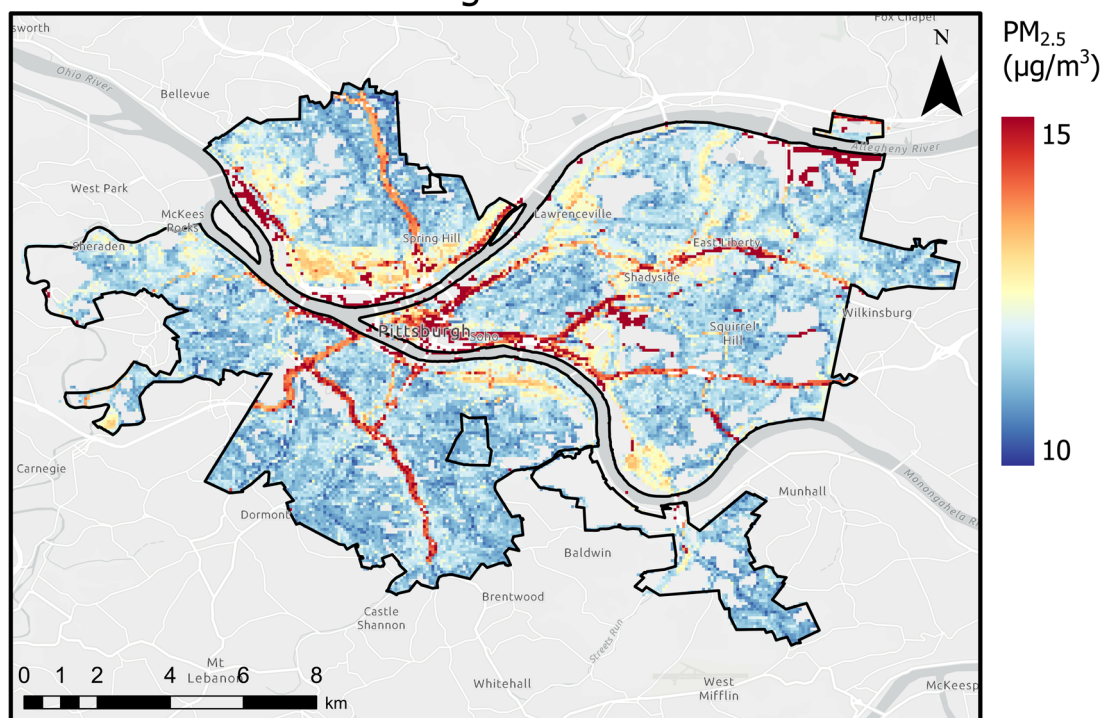 sworth
Fox Chapel
N
PM2.5
(µg/m³)
15
10
Ohio River
Bellevue
Allegheny River
West Park
McKees
Rocks
Lawrenceville
Spring Hill
East Liberty
Sheraden
Shadyside
Wilkinsburg
Pittsburgh
Soho
Squirrel
Hill
Carnegie
Monongahela Ri
Munhall
Dormont
Baldwin
Brentwood
Castle
Shannon
Streets Run
Mt
Lebanon
Whitehall
West
Mifflin
McKeesp
0 1 2 4 6 8
km